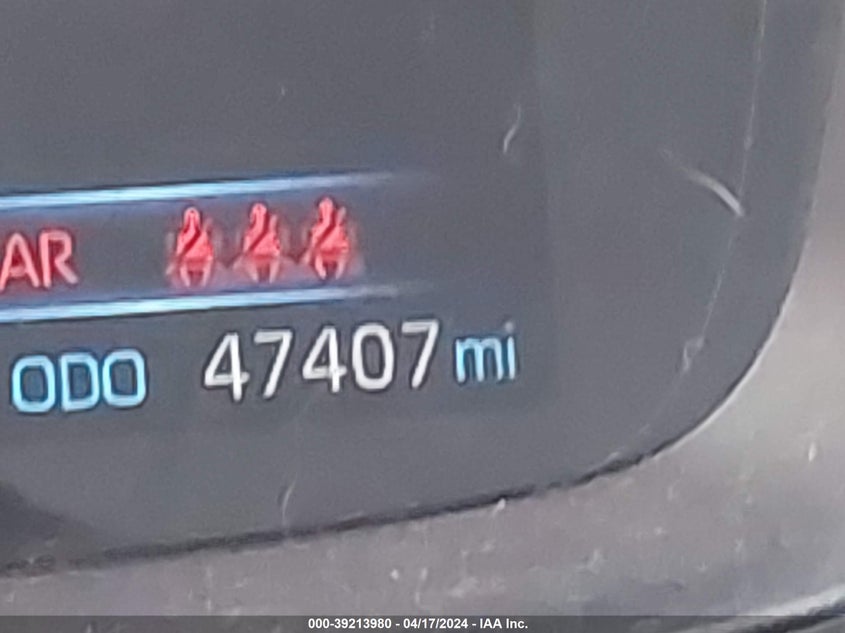 AR
ODO 47407 mi
000-39213980 - 04/17/2024 - IAA Inc.